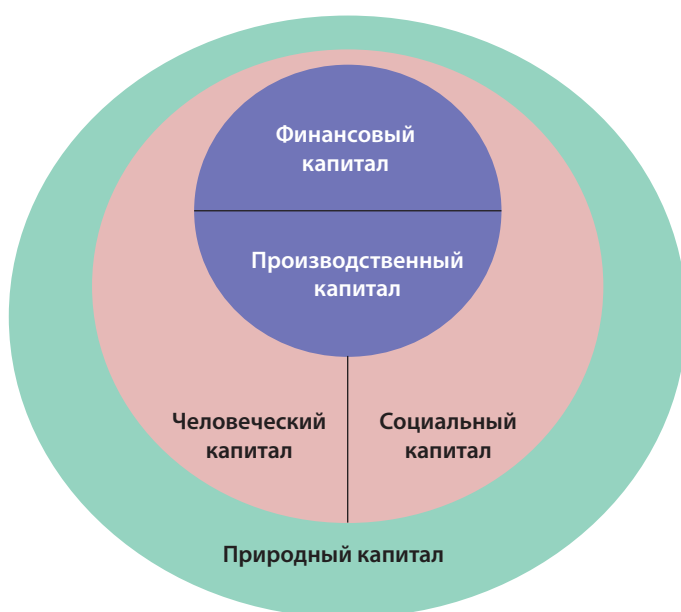 Финансовый
капитал
Производственный
капитал
Человеческий
капитал
Социальный
капитал
Природный капитал